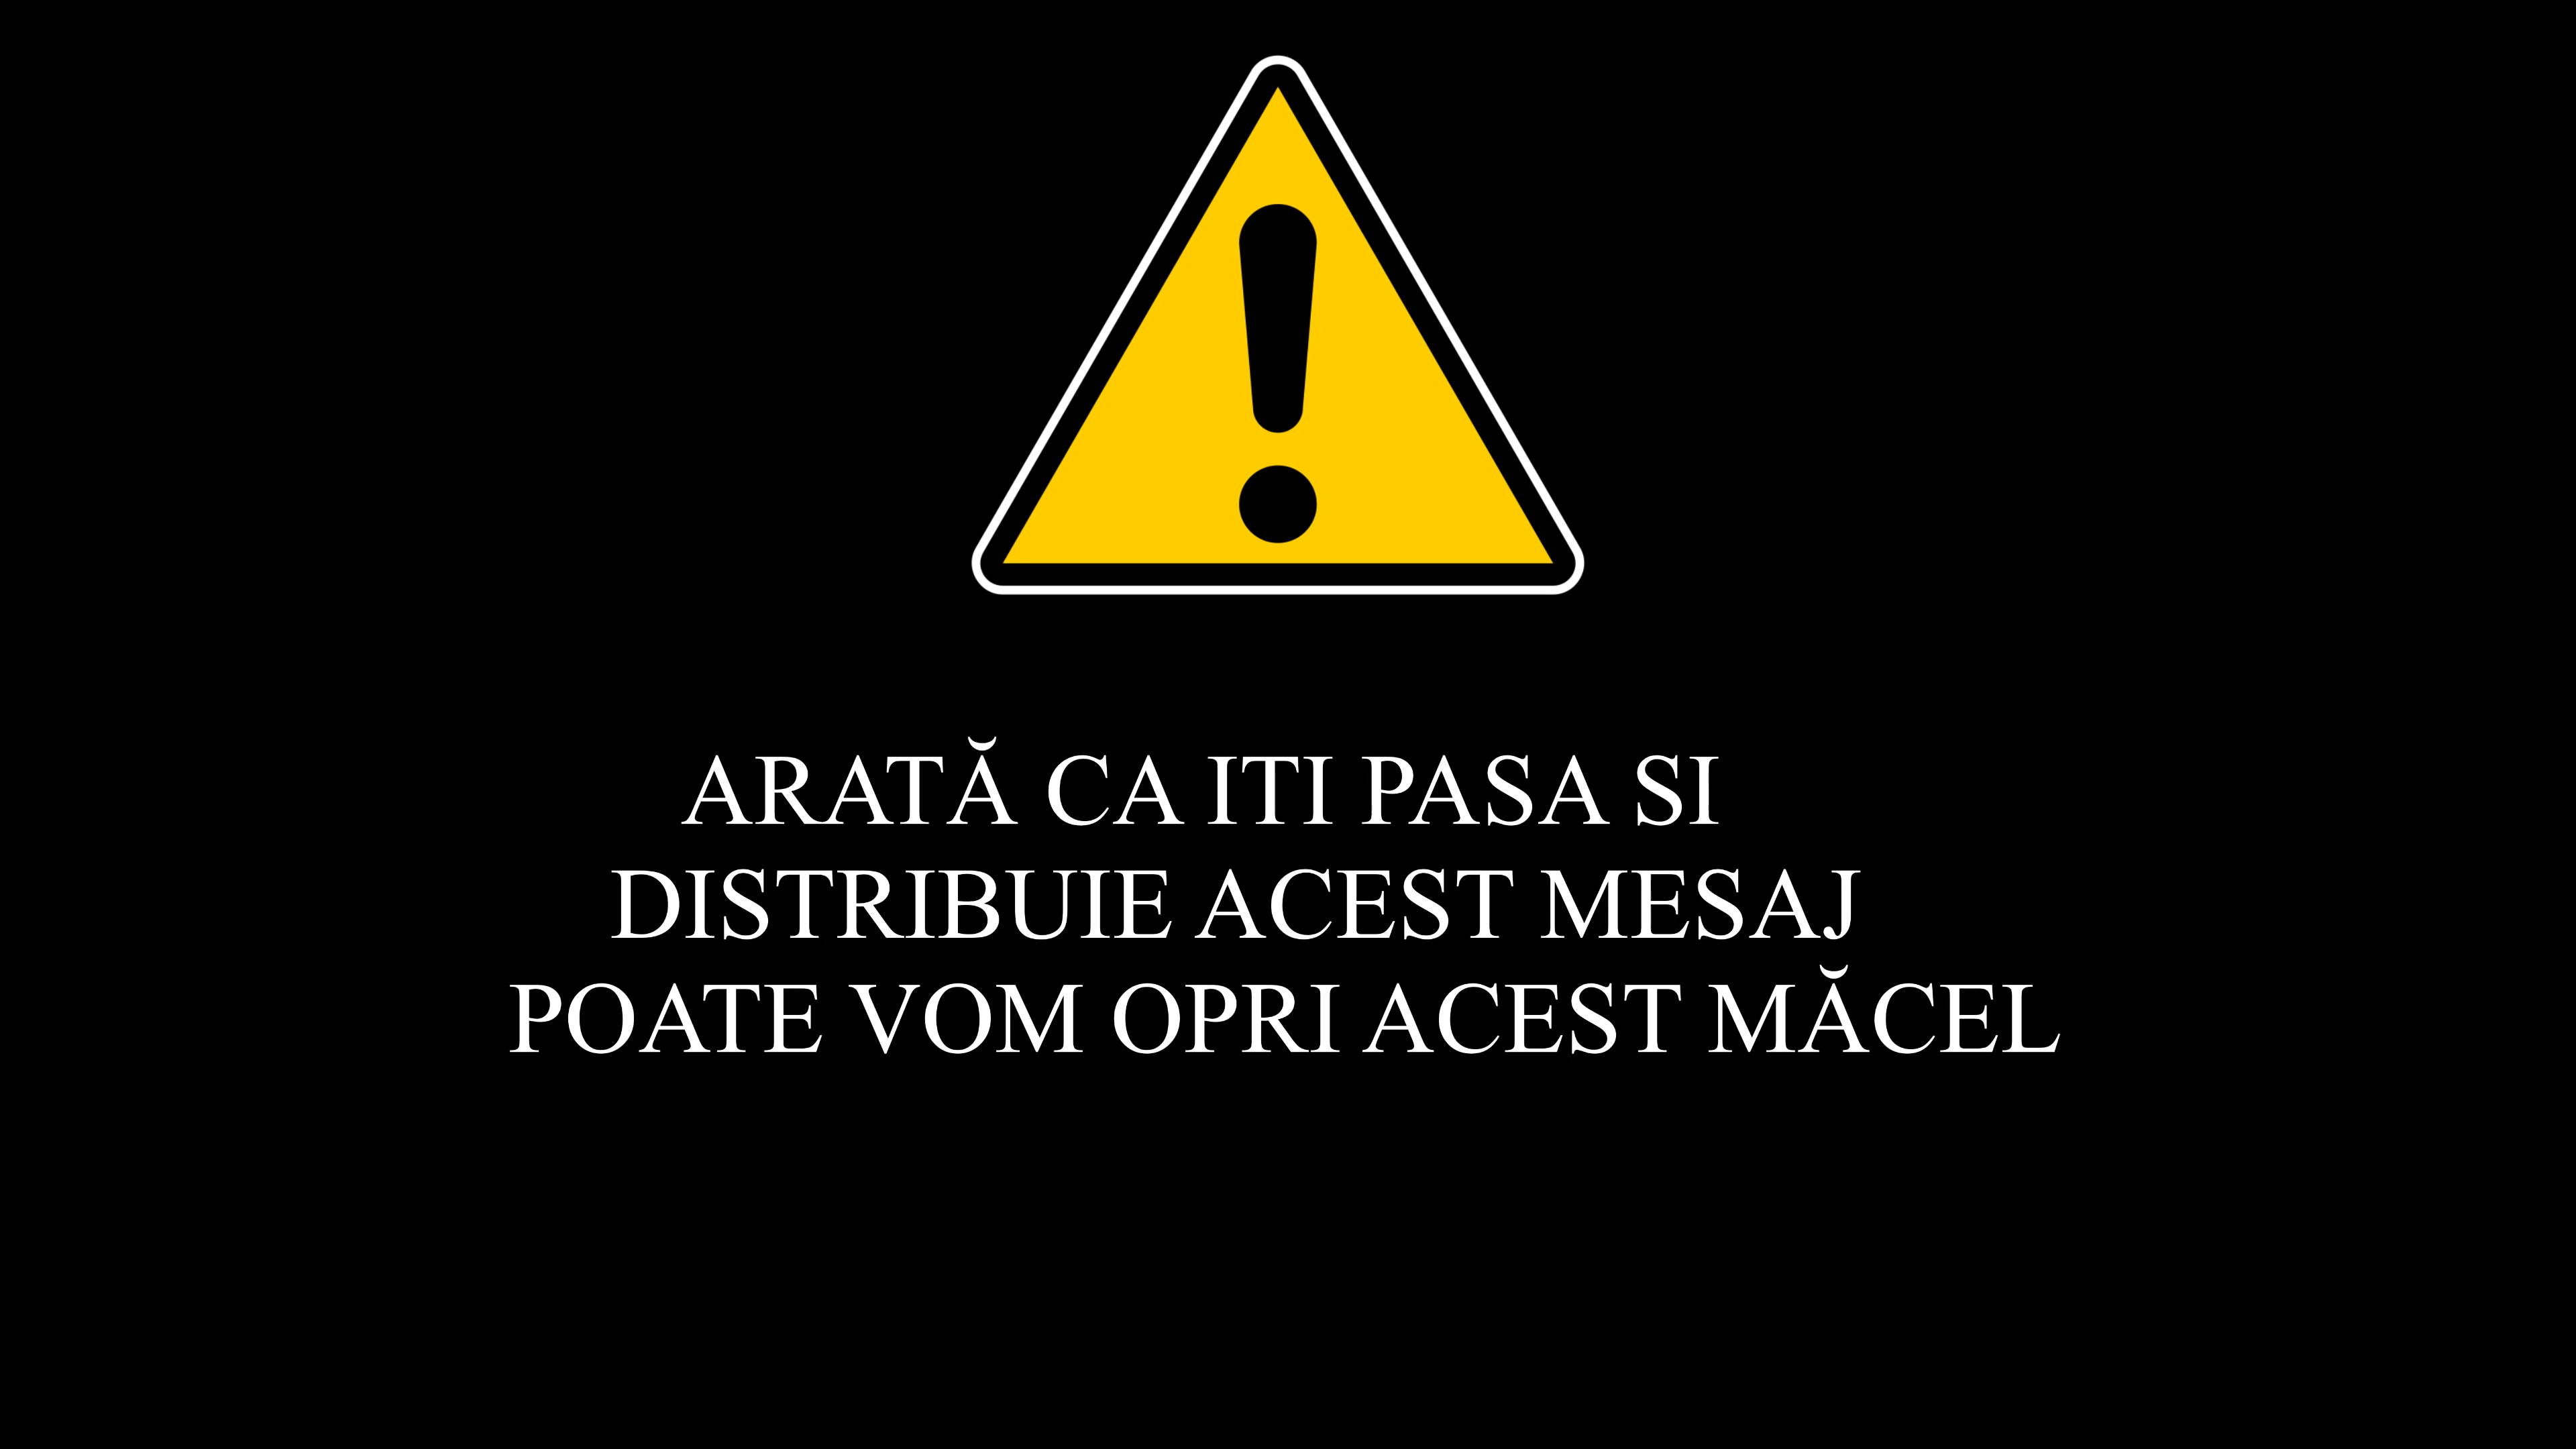 ARATĂ CA ITI PASA SI
DISTRIBUIE ACEST MESAJ
POATE VOM OPRI ACEST MĂCEL